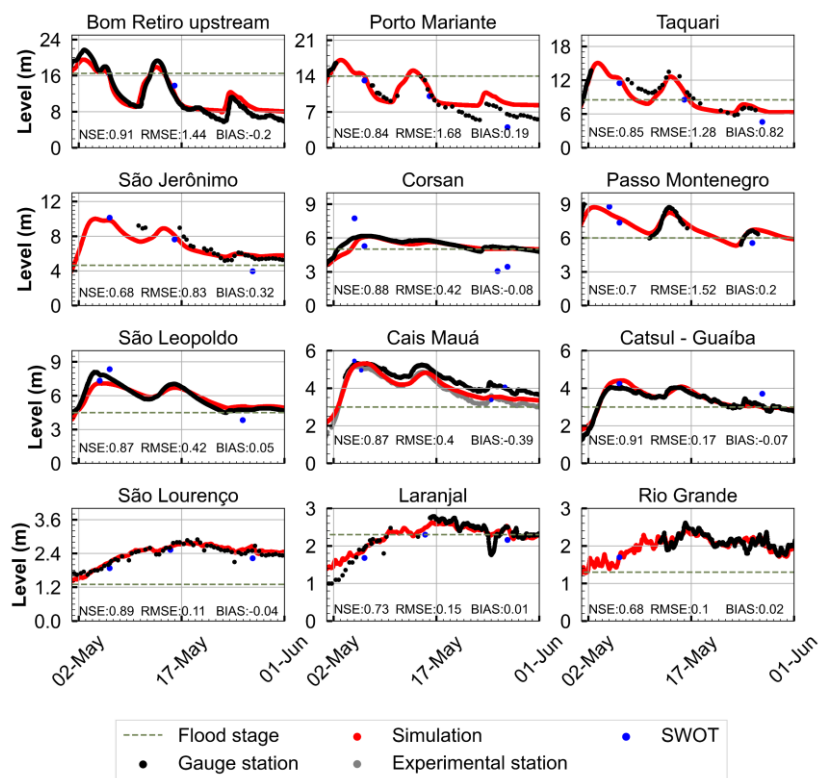 Bom Retiro upstream Porto Mariante Taquari
Level (m)
24
20
16
12
8
NSE:0.91 RMSE:1.44 BIAS:-0.2
21
14
7
0
NSE:0.84 RMSE:1.68 BIAS:0.19
18
15
12
9
6
3
0
NSE:0.85 RMSE:1.28 BIAS:0.82
São Jerônimo Corsan Passo Montenegro
Level (m)
12
9
6
3
0
NSE:0.68 RMSE:0.83 BIAS:0.32
10
8
6
4
2
0
NSE:0.88 RMSE:0.42 BIAS:-0.08
9
6
3
0
NSE:0.7 RMSE:1.52 BIAS:0.2
São Leopoldo Cais Mauá Catsul - Guaíba
Level (m)
9
6
3
0
NSE:0.87 RMSE:0.42 BIAS:0.05
6
4
2
0
NSE:0.87 RMSE:0.4 BIAS:-0.39
6
4
2
0
NSE:0.91 RMSE:0.17 BIAS:-0.07
São Lourenço Laranjal Rio Grande
Level (m)
3.6
2.4
1.2
0.0
NSE:0.89 RMSE:0.11 BIAS:-0.04
3
2
1
0
NSE:0.73 RMSE:0.15 BIAS:0.01
3
2
1
0
NSE:0.68 RMSE:0.1 BIAS:0.02
02-May 17-May 01-Jun 02-May 17-May 01-Jun 02-May 17-May 01-Jun
Flood stage Simulation SWOT
Gauge station Experimental station